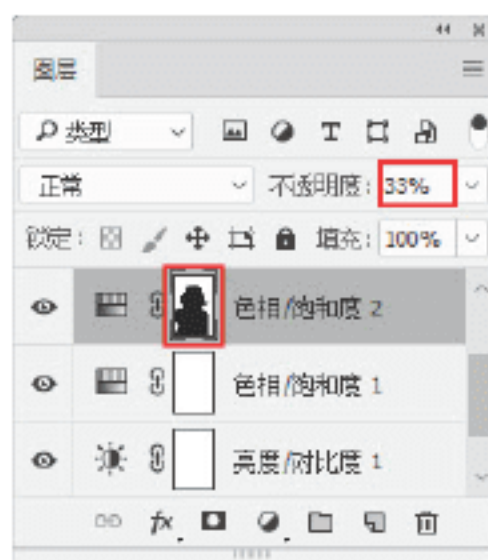 图层
类型
正常 不透明度: 33%
锁定: 填充: 100%
色相/饱和度 2
色相/饱和度 1
亮度/对比度 1
fx